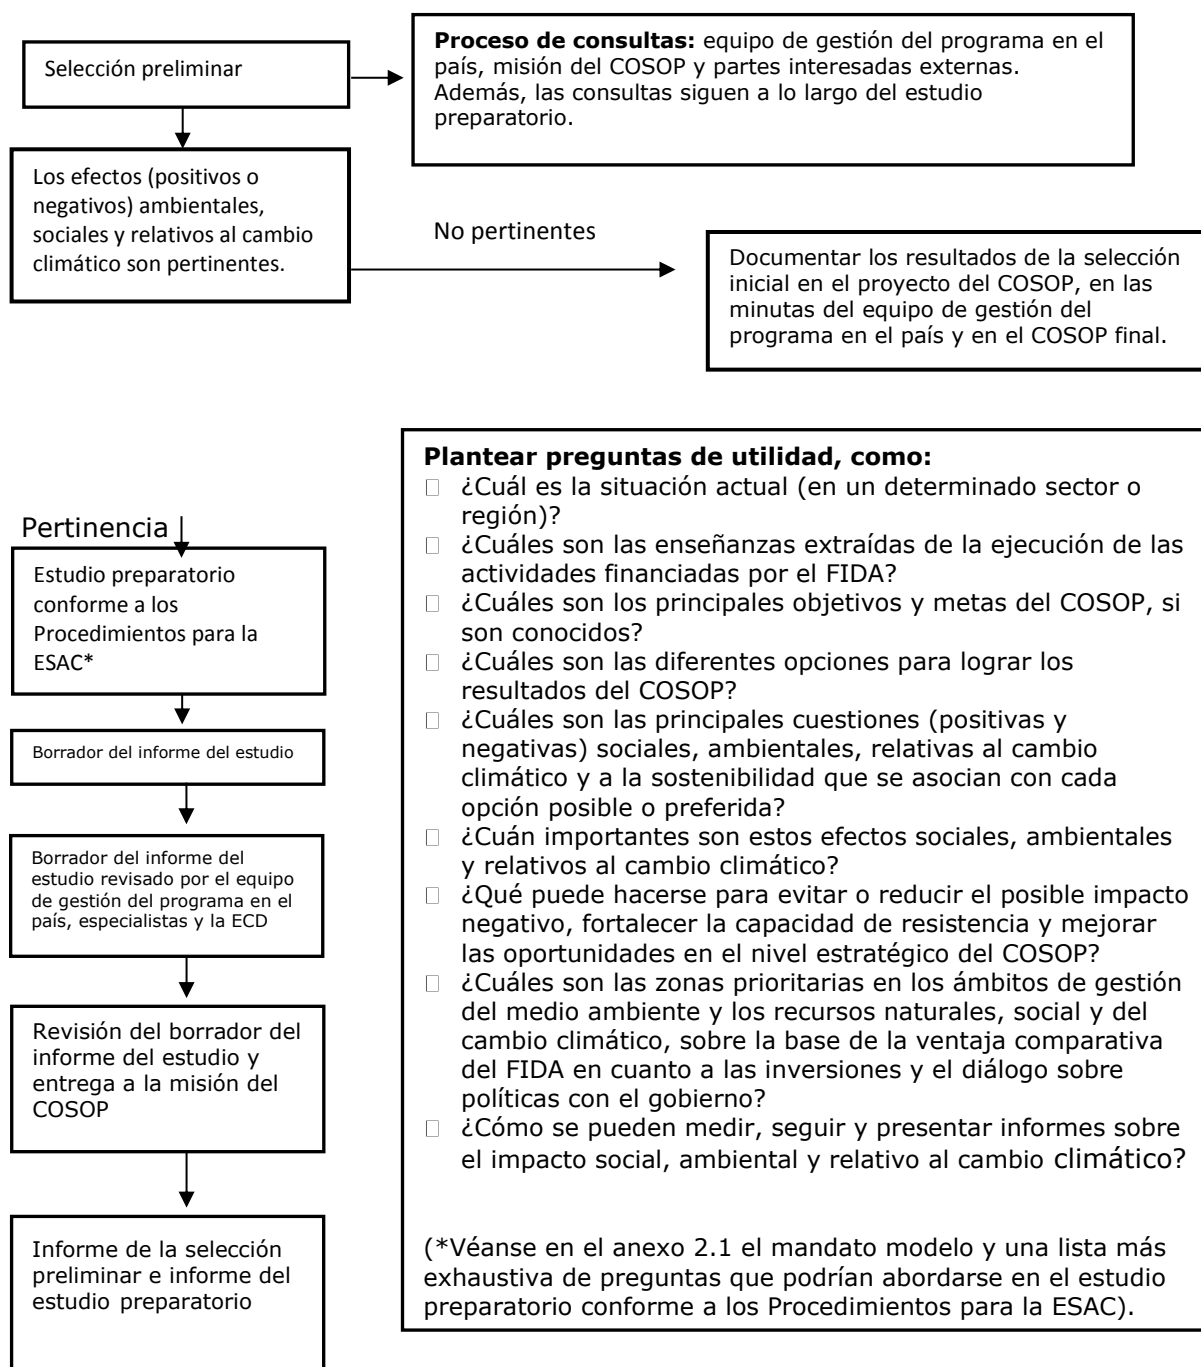 Selección preliminar
Proceso de consultas: equipo de gestión del programa en el
país, misión del COSOP y partes interesadas externas.
Además, las consultas siguen a lo largo del estudio
preparatorio.
Los efectos (positivos o
negativos) ambientales,
sociales y relativos al cambio
climático son pertinentes.
No pertinentes
Documentar los resultados de la selección
inicial en el proyecto del COSOP, en las
minutas del equipo de gestión del
programa en el país y en el COSOP final.
Pertinencia
Estudio preparatorio
conforme a los
Procedimientos para la
ESAC*
Borrador del informe del estudio
Borrador del informe del
estudio revisado por el equipo
de gestión del programa en el
país, especialistas y la ECD
Revisión del borrador del
informe del estudio y
entrega a la misión del
COSOP
Informe de la selección
preliminar e informe del
estudio preparatorio
Plantear preguntas de utilidad, como:
¿Cuál es la situación actual (en un determinado sector o
región)?
¿Cuáles son las enseñanzas extraídas de la ejecución de las
actividades financiadas por el FIDA?
¿Cuáles son los principales objetivos y metas del COSOP, si
son conocidos?
¿Cuáles son las diferentes opciones para lograr los
resultados del COSOP?
¿Cuáles son las principales cuestiones (positivas y
negativas) sociales, ambientales, relativas al cambio
climático y a la sostenibilidad que se asocian con cada
opción posible o preferida?
¿Cuán importantes son estos efectos sociales, ambientales
y relativos al cambio climático?
¿Qué puede hacerse para evitar o reducir el posible impacto
negativo, fortalecer la capacidad de resistencia y mejorar
las oportunidades en el nivel estratégico del COSOP?
¿Cuáles son las zonas prioritarias en los ámbitos de gestión
del medio ambiente y los recursos naturales, social y del
cambio climático, sobre la base de la ventaja comparativa
del FIDA en cuanto a las inversiones y el diálogo sobre
políticas con el gobierno?
¿Cómo se pueden medir, seguir y presentar informes sobre
el impacto social, ambiental y relativo al cambio climático?
(*Véanse en el anexo 2.1 el mandato modelo y una lista más
exhaustiva de preguntas que podrían abordarse en el estudio
preparatorio conforme a los Procedimientos para la ESAC).